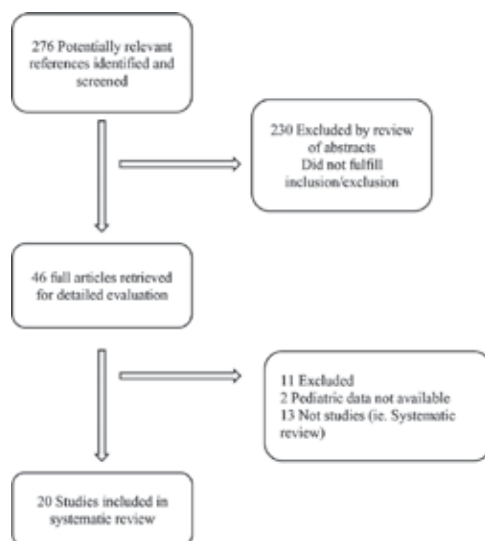 276 Potentially relevant
references identified and
screened
230 Excluded by review
of abstracts
Did not fulfill
inclusion/exclusion
46 full articles retrieved
for detailed evaluation
11 Excluded
2 Pediatric data not available
13 Not studies (ie. Systematic
review)
20 Studies included in
systematic review